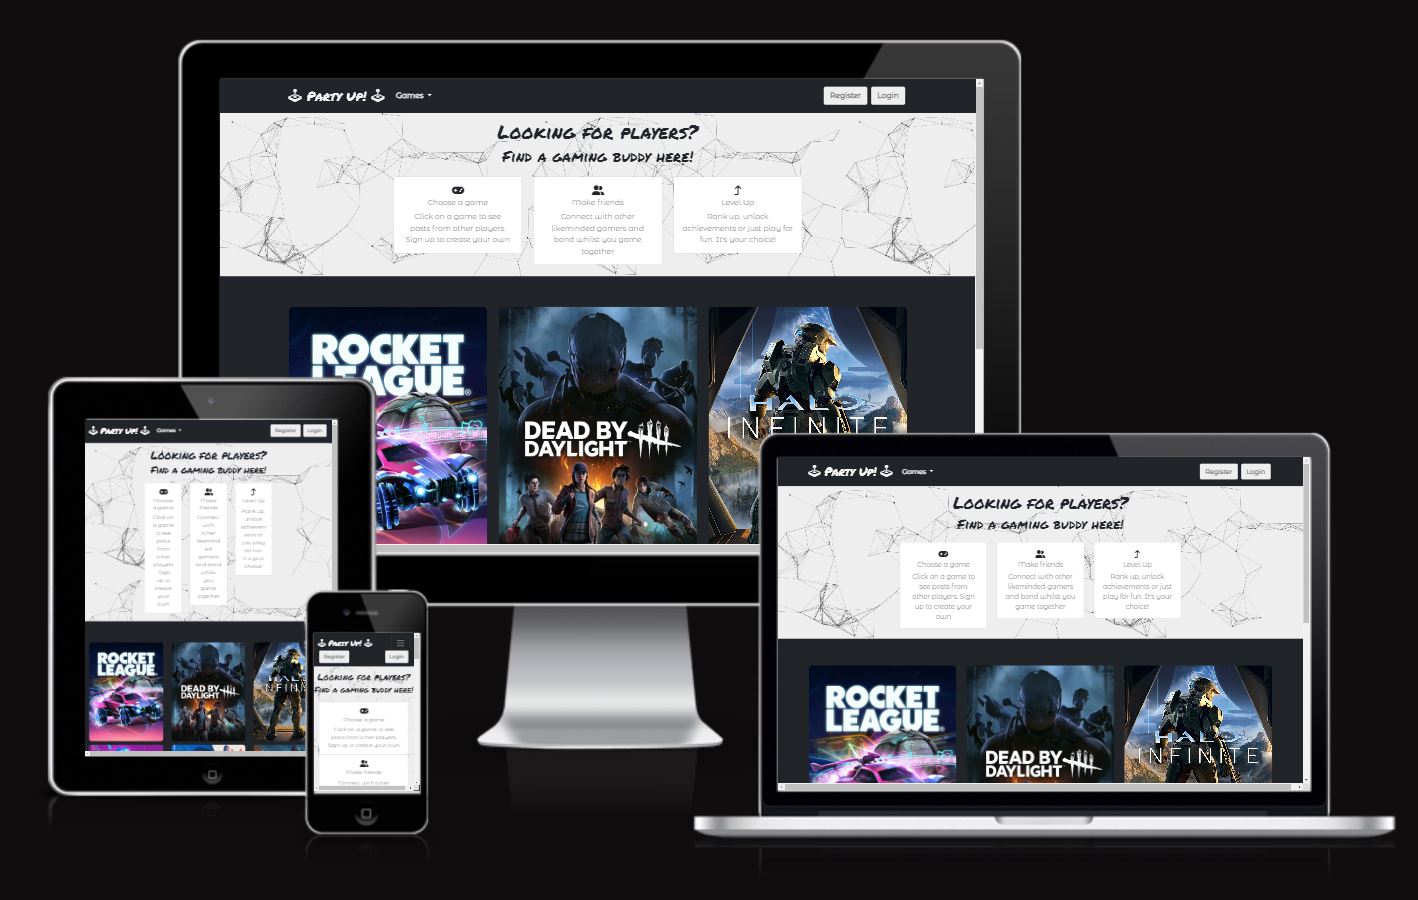 Party Up!
Games
Register
Login
Looking for players?
Find a gaming buddy here!
Choose a game
Click on a game to see
posts from other players.
Sign up to create your own
Make friends
Connect with other
likeminded gamers and
bond whilst you game
together
Level Up
Rank up, unlock
achievements or just play for
fun. It's your choice!
ROCKET
LEAGUE
DEAD BY
DAYLIGHT
HALO
INFINITE
Party Up!
Games
Register
Login
Looking for players?
Find a gaming buddy here!
Choose
a game
Click on
a game
to see
posts
from
other
players.
Sign
up to
create
your
own
Make
friends
Connect
with
other
likemind
ed
gamers
and bond
whilst
you
game
together
Level Up
Rank up,
unlock
achievem
ents or
just play
for fun.
It's your
choice!
ROCKET
LEAGUE
DEAD BY
DAYLIGHT
HALO
INFINITE
Party Up!
Register
Login
Looking for players?
Find a gaming buddy here!
Choose a game
Click on a game to see
posts from other players.
Sign up to create your own
Make friends
Connect with other
Party Up!
Games
Register
Login
Looking for players?
Find a gaming buddy here!
Choose a game
Click on a game to
see posts from
other players. Sign
up to create your
own
Make friends
Connect with other
likeminded gamers
and bond whilst you
game together
Level Up
Rank up, unlock
achievements or just
play for fun. It's your
choice!
ROCKET
LEAGUE
DEAD BY
DAYLIGHT
HALO
INFINITE